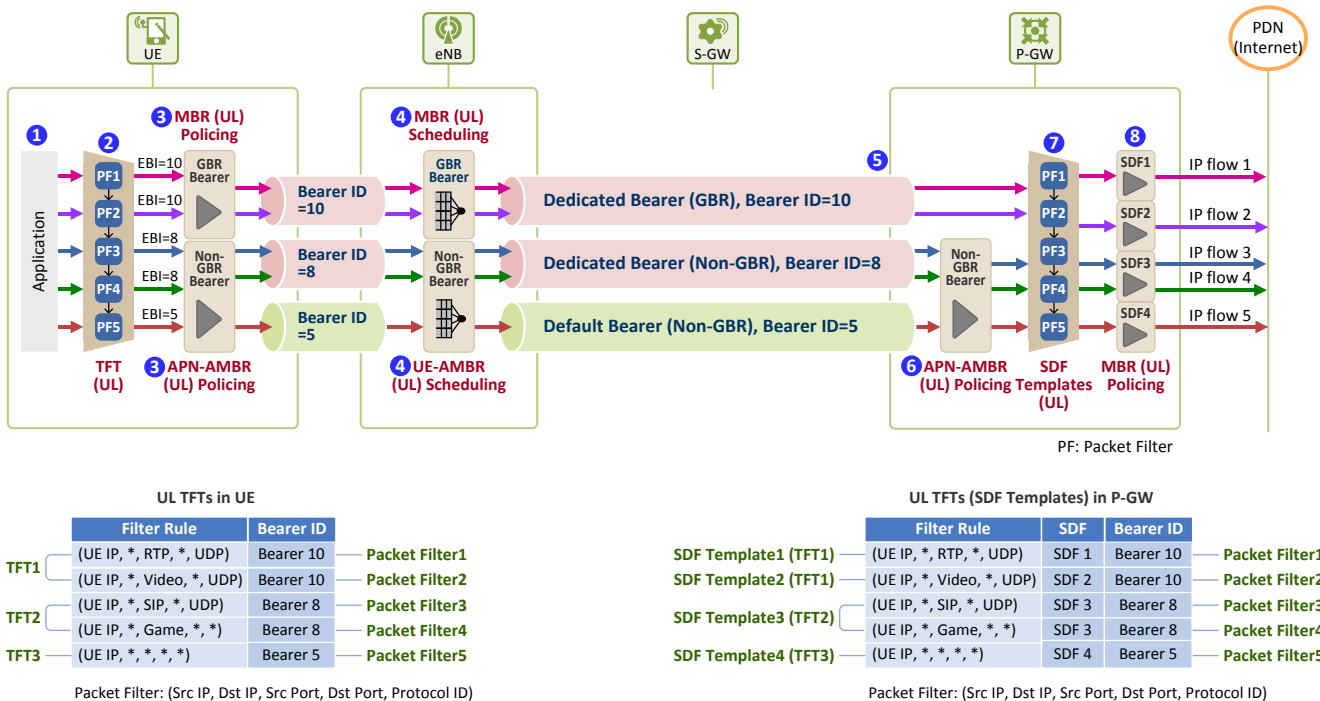 UE
eNB
S-GW
P-GW
PDN
(Internet)
1
2
3 MBR (UL)
Policing
4 MBR (UL)
Scheduling
5
7
8
Application
PF1
PF2
PF3
PF4
PF5
EBI=10
EBI=10
EBI=8
EBI=8
EBI=5
GBR
Bearer
Non-
GBR
Bearer
Bearer ID
=10
Bearer ID
=8
Bearer ID
=5
GBR
Bearer
Non-
GBR
Bearer
Dedicated Bearer (GBR), Bearer ID=10
Dedicated Bearer (Non-GBR), Bearer ID=8
Default Bearer (Non-GBR), Bearer ID=5
Non-
GBR
Bearer
PF1
PF2
PF3
PF4
PF5
SDF1
SDF2
SDF3
SDF4
IP flow 1
IP flow 2
IP flow 3
IP flow 4
IP flow 5
TFT
(UL)
3 APN-AMBR
(UL) Policing
4 UE-AMBR
(UL) Scheduling
6 APN-AMBR
(UL) Policing
SDF
Templates
(UL)
MBR (UL)
Policing
PF: Packet Filter
UL TFTs in UE
Filter Rule Bearer ID
TFT1
(UE IP, *, RTP, *, UDP) Bearer 10 Packet Filter1
(UE IP, *, Video, *, UDP) Bearer 10 Packet Filter2
TFT2
(UE IP, *, SIP, *, UDP) Bearer 8 Packet Filter3
(UE IP, *, Game, *, *) Bearer 8 Packet Filter4
TFT3 (UE IP, *, *, *, *) Bearer 5 Packet Filter5
Packet Filter: (Src IP, Dst IP, Src Port, Dst Port, Protocol ID)
UL TFTs (SDF Templates) in P-GW
Filter Rule SDF Bearer ID
SDF Template1 (TFT1) (UE IP, *, RTP, *, UDP) SDF 1 Bearer 10 Packet Filter1
SDF Template2 (TFT1) (UE IP, *, Video, *, UDP) SDF 2 Bearer 10 Packet Filter2
SDF Template3 (TFT2)
(UE IP, *, SIP, *, UDP) SDF 3 Bearer 8 Packet Filter3
(UE IP, *, Game, *, *) SDF 3 Bearer 8 Packet Filter4
SDF Template4 (TFT3) (UE IP, *, *, *, *) SDF 4 Bearer 5 Packet Filter5
Packet Filter: (Src IP, Dst IP, Src Port, Dst Port, Protocol ID)